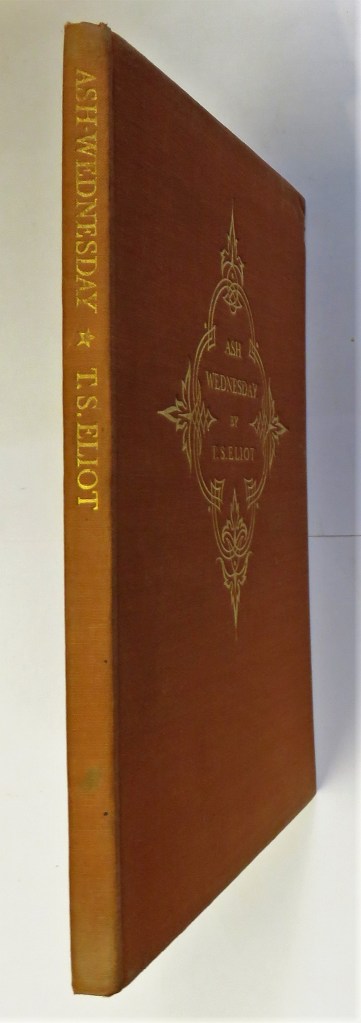 ASH-WEDNESDAY ★ T.S. ELIOT
ASH
WEDNESDAY
BY
T. S. ELIOT